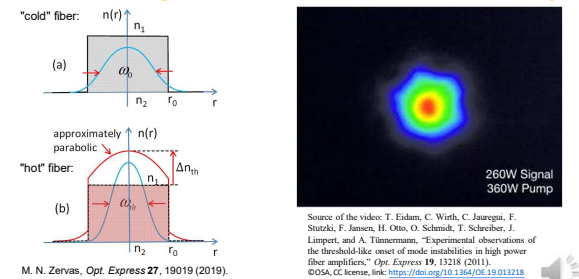 "cold" fiber:
n(r)
n1
(a)
ω0
n2
r0
r
approximately
parabolic
n(r)
"hot" fiber:
Δnth
n1
(b)
ωth
n2
r0
r
M. N. Zervas, Opt. Express 27, 19019 (2019).
260W Signal
360W Pump
Source of the video: T. Eidam, C. Wirth, C. Jauregui, F.
Stutzki, F. Jansen, H. Otto, O. Schmidt, T. Schreiber, J.
Limpert, and A. Tünnermann, “Experimental observations of
the threshold-like onset of mode instabilities in high power
fiber amplifiers,” Opt. Express 19, 13218 (2011).
©OSA, CC license, link: https://doi.org/10.1364/OE.19.013218